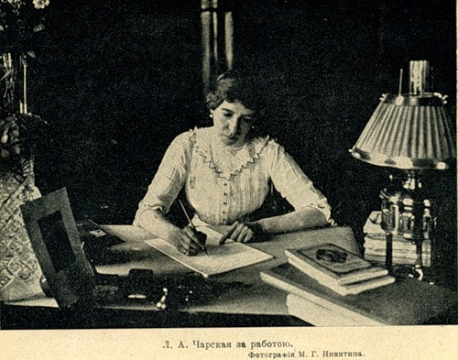 Л. А. Чарская за работою.
Фотографія М. Г. Никитина.